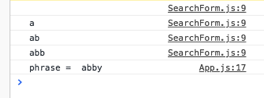 SearchForm.js:9
a SearchForm.js:9
ab SearchForm.js:9
abb SearchForm.js:9
phrase = abby App.js:17
>